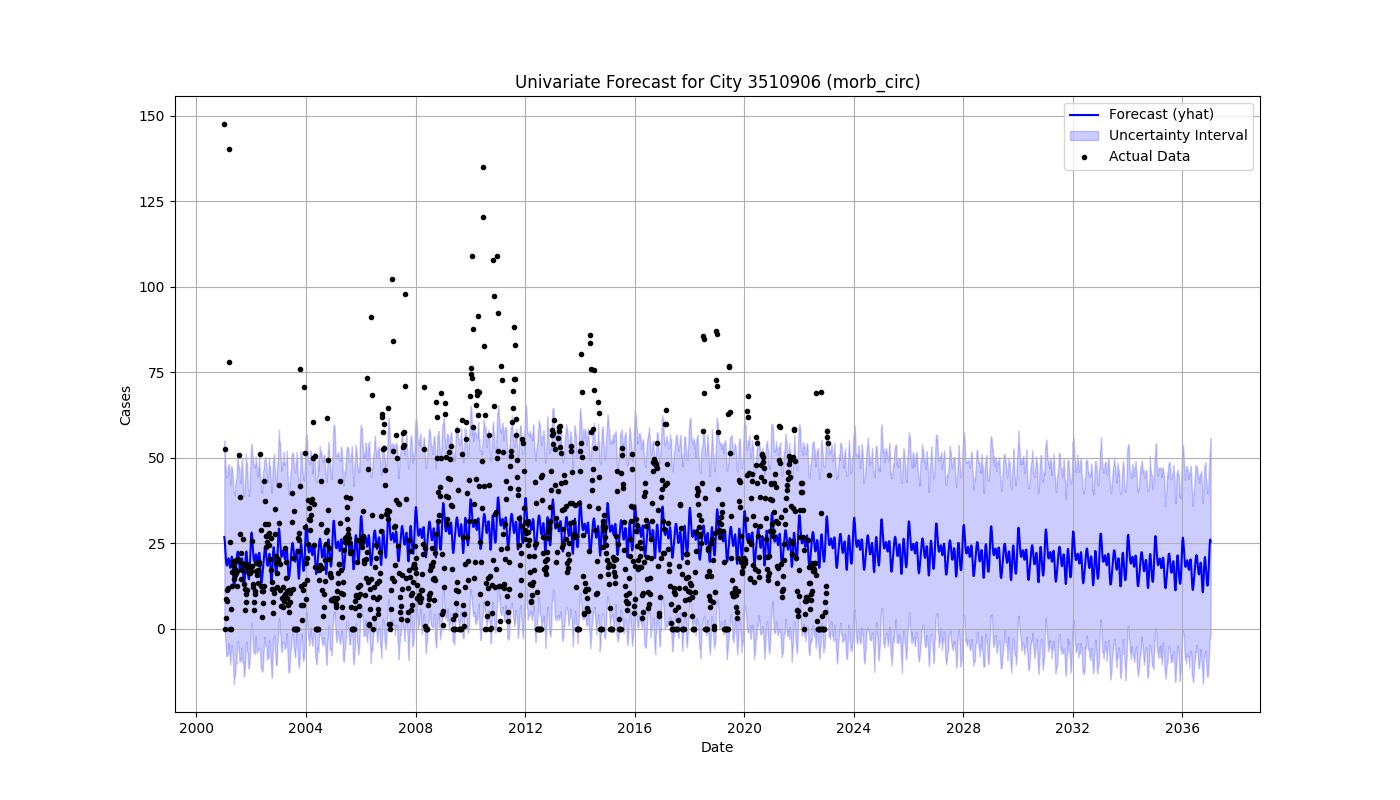 Univariate Forecast for City 3510906 (morb_circ)
Forecast (yhat)
Uncertainty Interval
Actual Data
150
125
100
75
50
25
0
Cases
2000 2004 2008 2012 2016 2020 2024 2028 2032 2036
Date